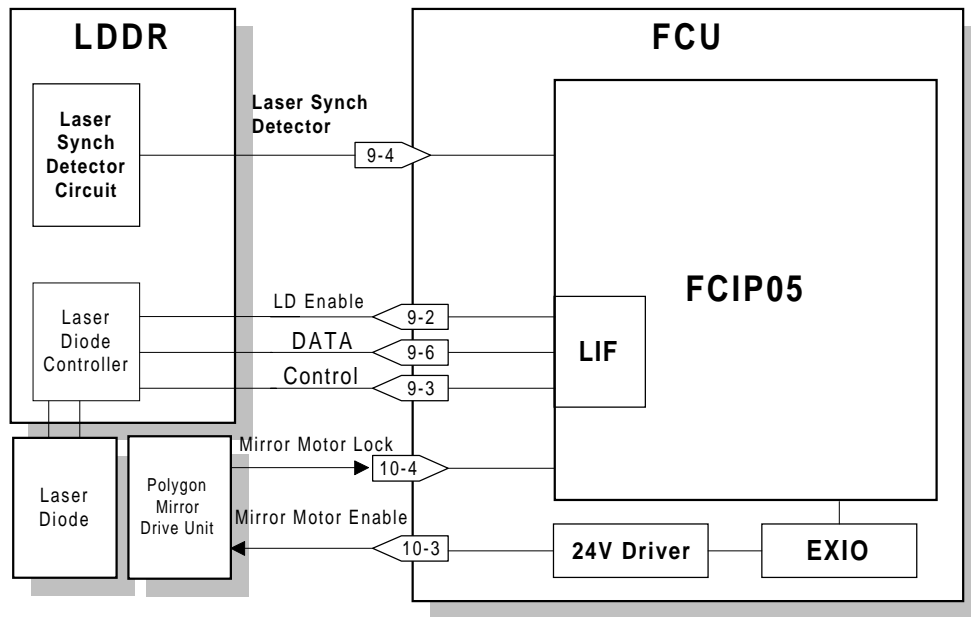 LDDR
FCU
Laser
Synch
Detector
Circuit
Laser Synch
Detector
9-4
FCIP05
Laser
Diode
Controller
LD Enable
9-2
DATA
9-6
Control
9-3
LIF
Laser
Diode
Polygon
Mirror
Drive Unit
Mirror Motor Lock
10-4
Mirror Motor Enable
10-3
24V Driver
EXIO